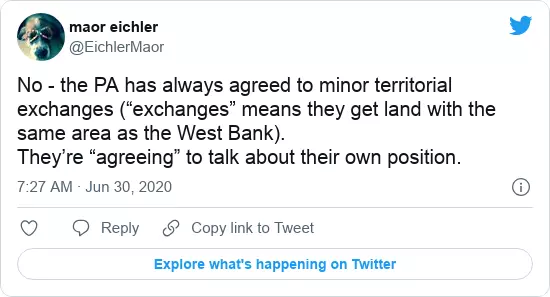 maor eichler
@EichlerMaor
No - the PA has always agreed to minor territorial
exchanges (“exchanges” means they get land with the
same area as the West Bank).
They’re “agreeing” to talk about their own position.
7:27 AM · Jun 30, 2020
Reply
Copy link to Tweet
Explore what's happening on Twitter